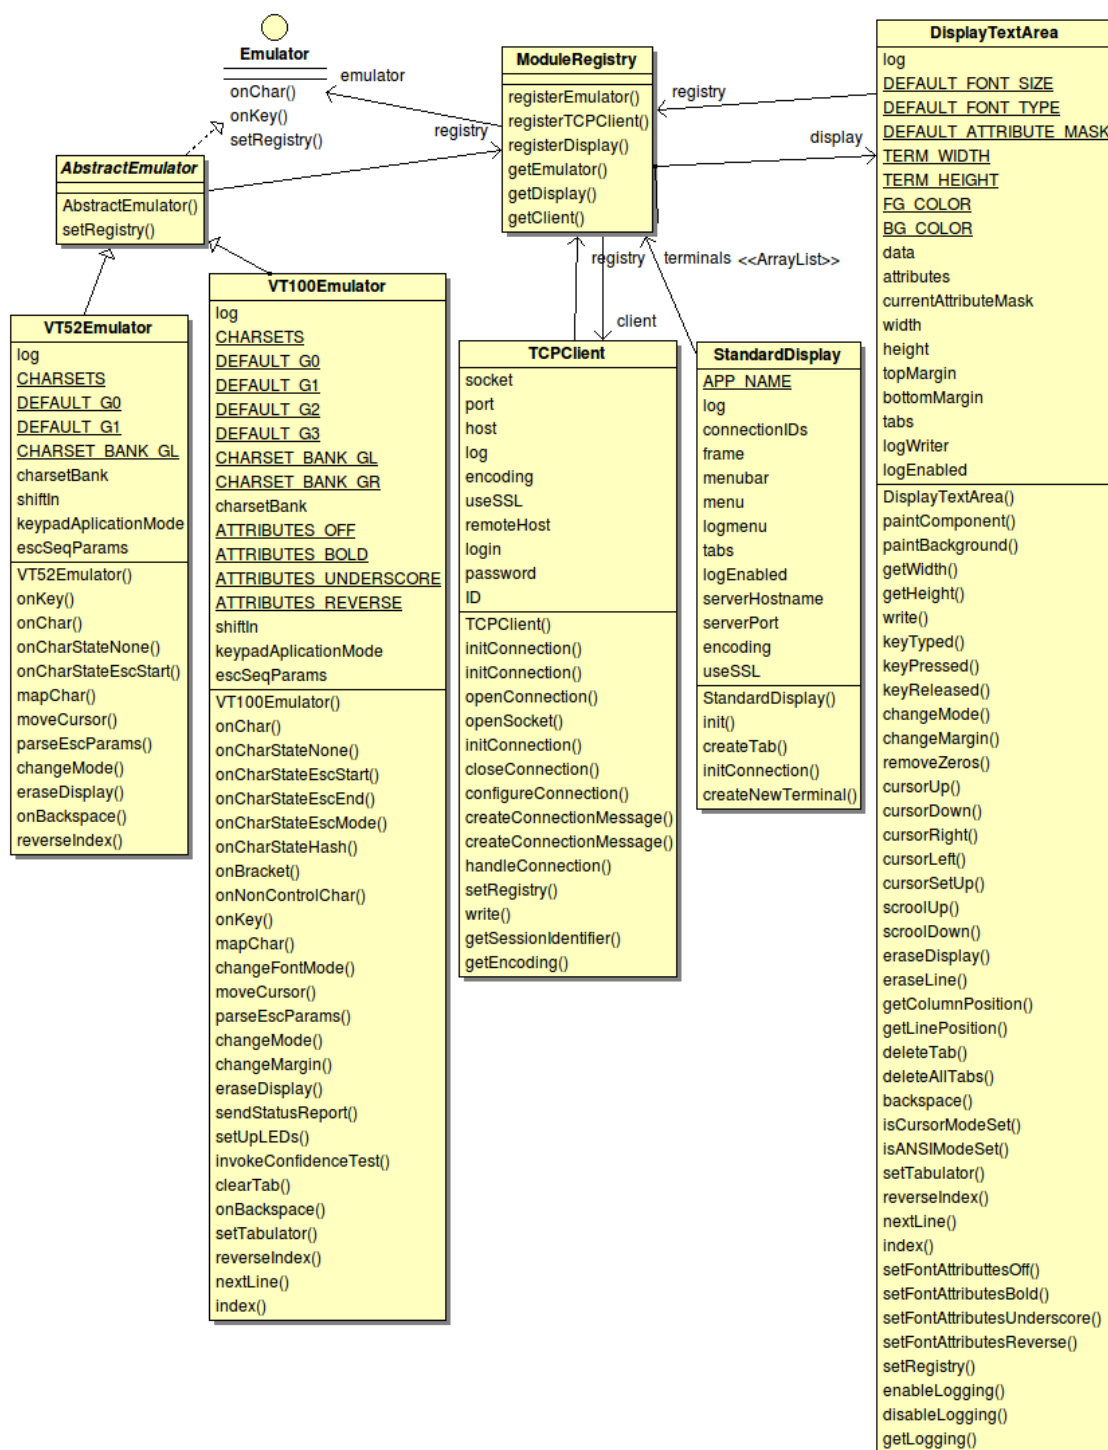 Emulator
onChar()
onKey()
setRegistry()
emulator
registry
AbstractEmulator
AbstractEmulator()
setRegistry()
ModuleRegistry
registerEmulator()
registerTCPClient()
registerDisplay()
getEmulator()
getDisplay()
getClient()
registry
display
registry
terminals <<ArrayList>>
client
VT52Emulator
log
CHARSETS
DEFAULT_G0
DEFAULT_G1
CHARSET_BANK_GL
charsetBank
shiftIn
keypadAplicationMode
escSeqParams
VT52Emulator()
onKey()
onChar()
onCharStateNone()
onCharStateEscStart()
mapChar()
moveCursor()
parseEscParams()
changeMode()
eraseDisplay()
onBackspace()
reverseIndex()
VT100Emulator
log
CHARSETS
DEFAULT_G0
DEFAULT_G1
DEFAULT_G2
DEFAULT_G3
CHARSET_BANK_GL
CHARSET_BANK_GR
charsetBank
ATTRIBUTES_OFF
ATTRIBUTES_BOLD
ATTRIBUTES_UNDERSCORE
ATTRIBUTES_REVERSE
shiftIn
keypadAplicationMode
escSeqParams
VT100Emulator()
onChar()
onCharStateNone()
onCharStateEscStart()
onCharStateEscEnd()
onCharStateEscMode()
onCharStateHash()
onBracket()
onNonControlChar()
onKey()
mapChar()
changeFontMode()
moveCursor()
parseEscParams()
changeMode()
changeMargin()
eraseDisplay()
sendStatusReport()
setUpLEDs()
invokeConfidenceTest()
clearTab()
onBackspace()
setTabulator()
reverseIndex()
nextLine()
index()
TCPClient
socket
port
host
log
encoding
useSSL
remoteHost
login
password
ID
TCPClient()
initConnection()
initConnection()
openConnection()
openSocket()
initConnection()
closeConnection()
configureConnection()
createConnectionMessage()
createConnectionMessage()
handleConnection()
setRegistry()
write()
getSessionIdentifier()
getEncoding()
StandardDisplay
APP_NAME
log
connectionIDs
frame
menubar
menu
logmenu
tabs
logEnabled
serverHostname
serverPort
encoding
useSSL
StandardDisplay()
init()
createTab()
initConnection()
createNewTerminal()
DisplayTextArea
log
DEFAULT_FONT_SIZE
DEFAULT_FONT_TYPE
DEFAULT_ATTRIBUTE_MASK
TERM_WIDTH
TERM_HEIGHT
FG_COLOR
BG_COLOR
data
attributes
currentAttributeMask
width
height
topMargin
bottomMargin
tabs
logWriter
logEnabled
DisplayTextArea()
paintComponent()
paintBackground()
getWidth()
getHeight()
write()
keyTyped()
keyPressed()
keyReleased()
changeMode()
changeMargin()
removeZeros()
cursorUp()
cursorDown()
cursorRight()
cursorLeft()
cursorSetUp()
scroolUp()
scroolDown()
eraseDisplay()
eraseLine()
getColumnPosition()
getLinePosition()
deleteTab()
deleteAllTabs()
backspace()
isCursorModeSet()
isANSIModeSet()
setTabulator()
reverseIndex()
nextLine()
index()
setFontAttributtesOff()
setFontAttributesBold()
setFontAttributesUnderscore()
setFontAttributesReverse()
setRegistry()
enableLogging()
disableLogging()
getLogging()